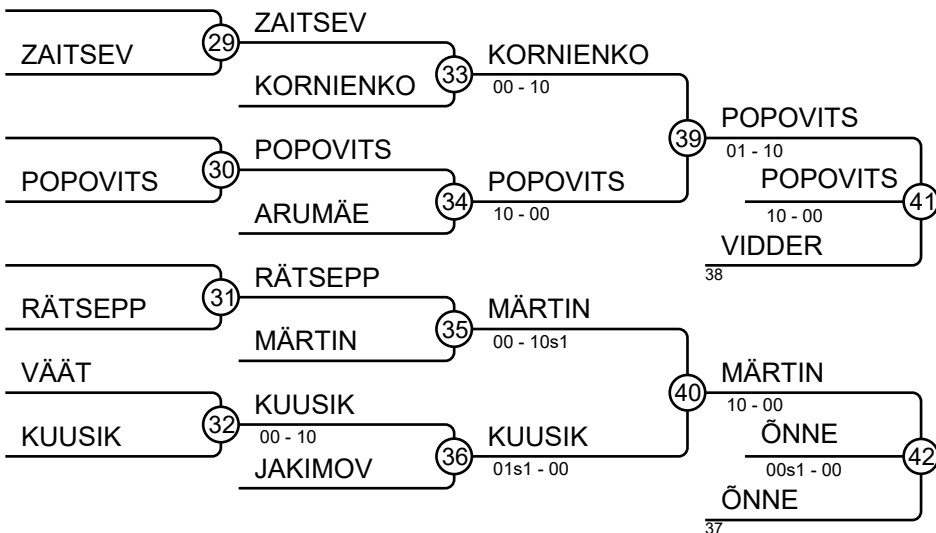 ZAITSEV
29
ZAITSEV
KORNIENKO
33
KORNIENKO
00 - 10
POPOVITS
30
POPOVITS
ARUMÄE
34
POPOVITS
10 - 00
39
POPOVITS
01 - 10
POPOVITS
10 - 00
41
VIDDER
38
RÄTSEPP
31
RÄTSEPP
MÄRTIN
35
MÄRTIN
00 - 10s1
VÄÄT
KUUSIK
32
KUUSIK
00 - 10
JAKIMOV
36
KUUSIK
01s1 - 00
40
MÄRTIN
10 - 00
ÕNNE
00s1 - 00
42
ÕNNE
37